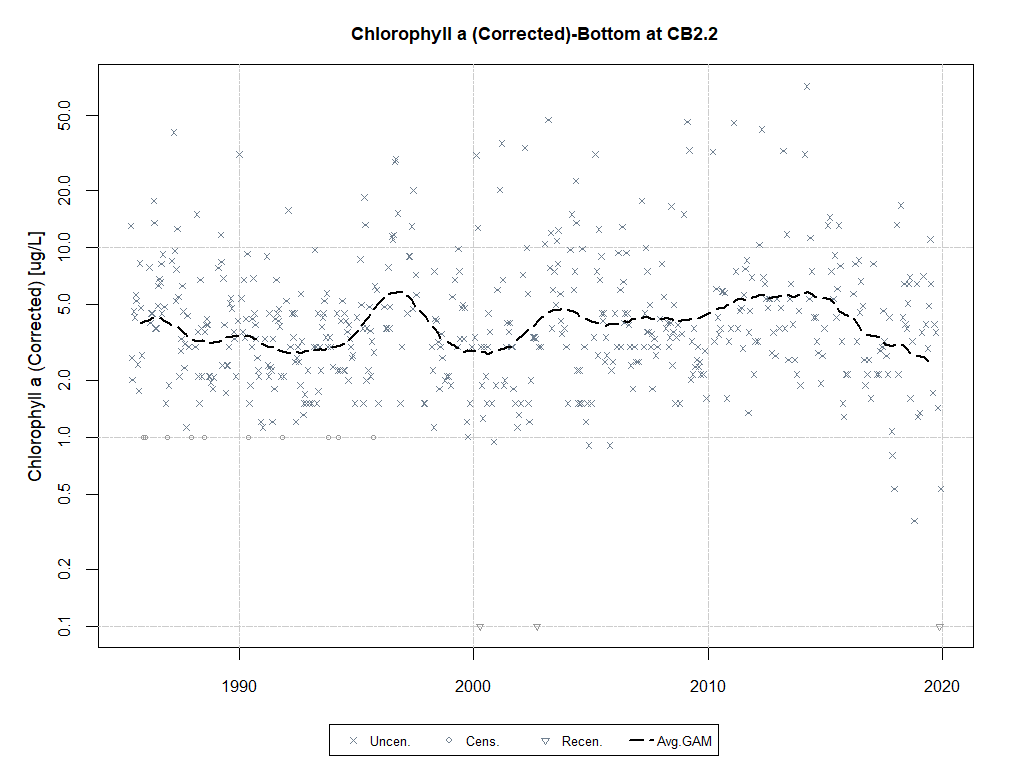 Chlorophyll a (Corrected)-Bottom at CB2.2
Chlorophyll a (Corrected) [ug/L]
50.0
20.0
10.0
5.0
2.0
1.0
0.5
0.2
0.1
1990 2000 2010 2020
Uncen. Cens. Recen. Avg.GAM